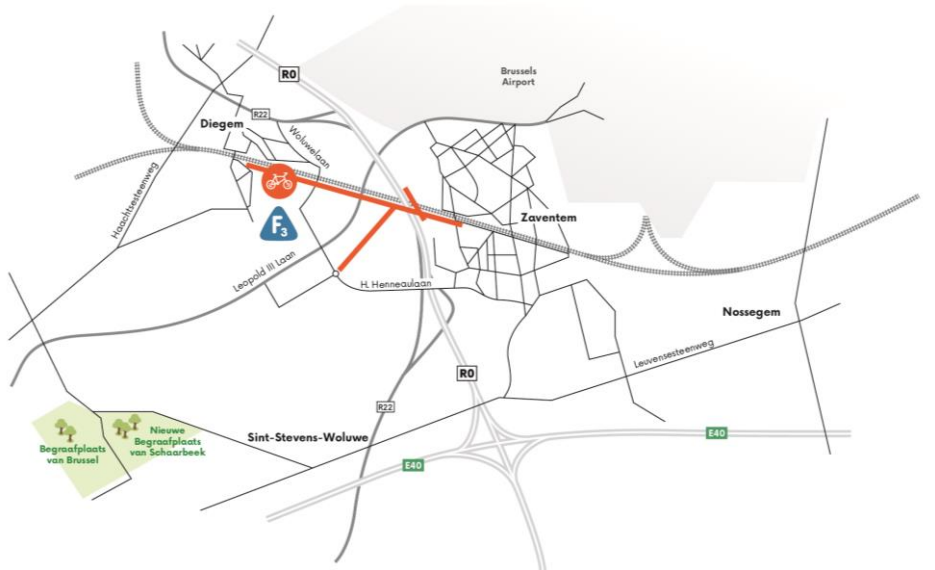 R0
Brussels
Airport
R22
Diegem
Woluwelaan
Haachtsesteenweg
F3
Zaventem
Leopold III Laan
H. Henneaulaan
Nossegem
Leuvensesteenweg
R0
R22
Nieuwe
Begraafplaats
van Schaarbeek
Begraafplaats
van Brussel
Sint-Stevens-Woluwe
E40
E40